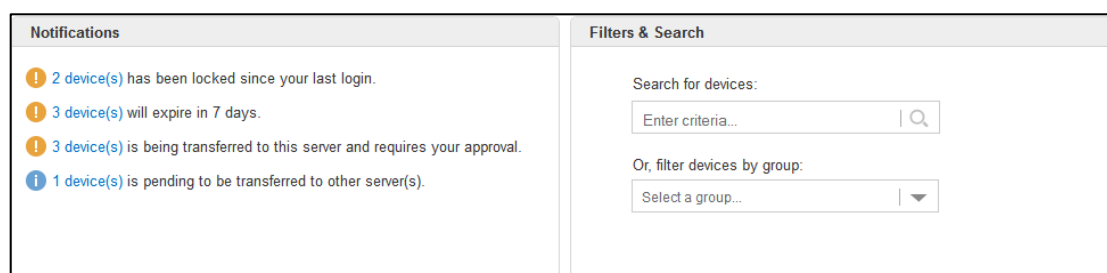 Notifications
2 device(s) has been locked since your last login.
3 device(s) will expire in 7 days.
3 device(s) is being transferred to this server and requires your approval.
1 device(s) is pending to be transferred to other server(s).
Filters & Search
Search for devices:
Enter criteria...
Or, filter devices by group:
Select a group...